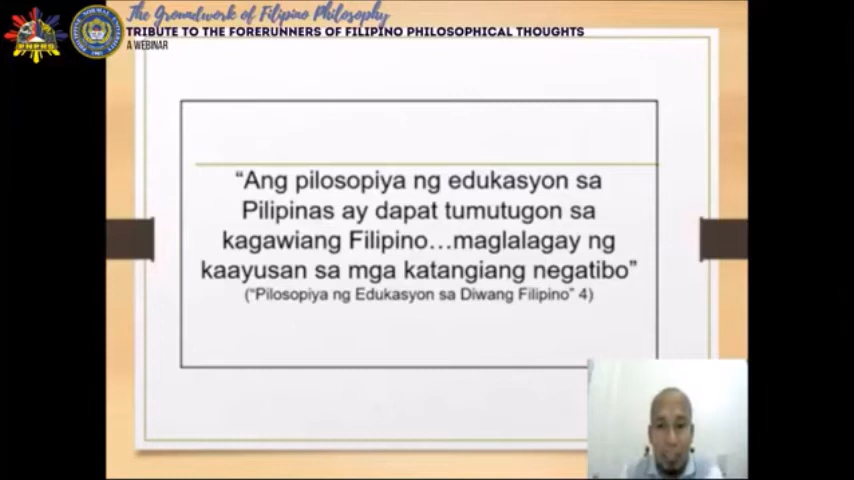 The Groundwork of Filipino Philosophy
TRIBUTE TO THE FORERUNNERS OF FILIPINO PHILOSOPHICAL THOUGHTS
A WEBINAR
“Ang pilosopiya ng edukasyon sa
Pilipinas ay dapat tumutugon sa
kagawiang Filipino…maglalagay ng
kaayusan sa mga katangiang negatibo”
(“Pilosopiya ng Edukasyon sa Diwang Filipino” 4)